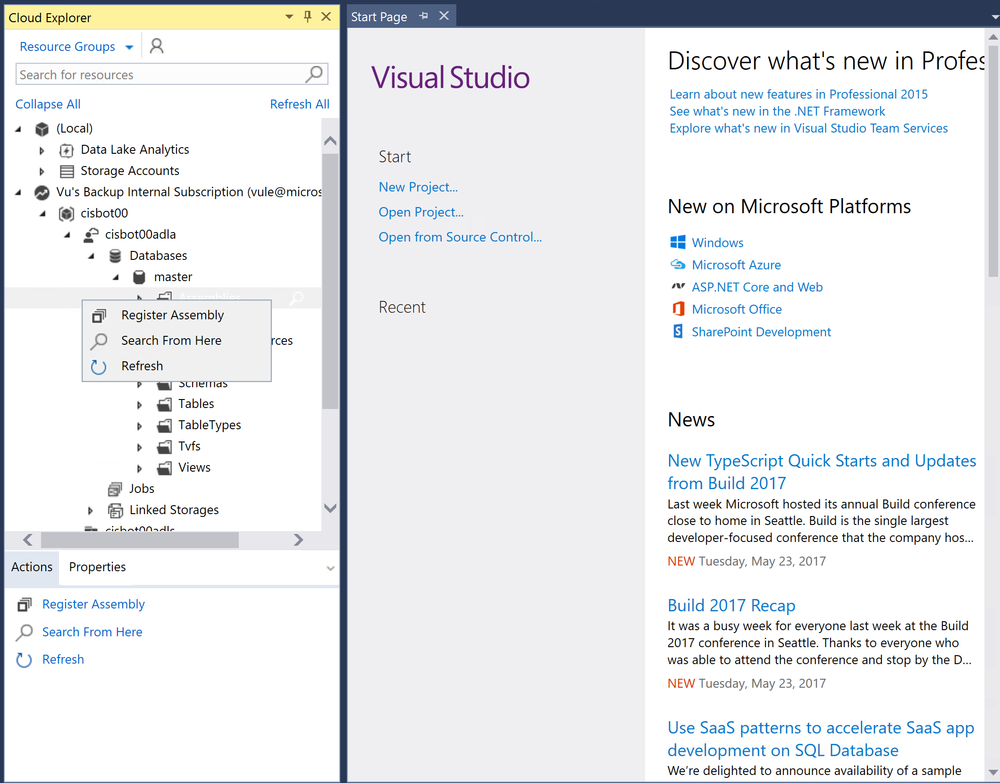 Cloud Explorer
Resource Groups
Search for resources
Collapse All
Refresh All
(Local)
Data Lake Analytics
Storage Accounts
Vu's Backup Internal Subscription (vule@micros
cisbot00
cisbot00adla
Databases
master
Assemblies
Register Assembly
Search From Here
rces
Refresh
Schemas
Tables
TableTypes
Tvfs
Views
Jobs
Linked Storages
cisbot00adls
Actions
Properties
Register Assembly
Search From Here
Refresh
Start Page
Visual Studio
Start
New Project...
Open Project...
Open from Source Control...
Recent
Discover what's new in Profes
Learn about new features in Professional 2015
See what's new in the .NET Framework
Explore what's new in Visual Studio Team Services
New on Microsoft Platforms
Windows
Microsoft Azure
ASP.NET Core and Web
Microsoft Office
SharePoint Development
News
New TypeScript Quick Starts and Updates
from Build 2017
Last week Microsoft hosted its annual Build conference
close to home in Seattle. Build is the single largest
developer-focused conference that the company hos...
NEW Tuesday, May 23, 2017
Build 2017 Recap
It was a busy week for everyone last week at the Build
2017 conference in Seattle. Thanks to everyone who
was able to attend the conference and stop by the D...
NEW Tuesday, May 23, 2017
Use SaaS patterns to accelerate SaaS app
development on SQL Database
We’re delighted to announce availability of a sample